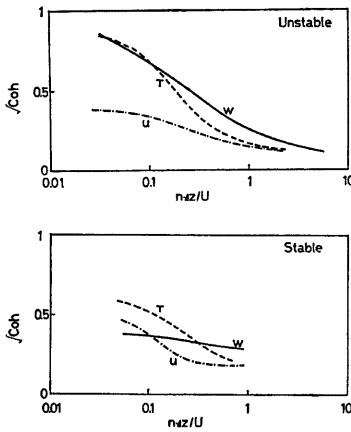 Unstable
1
√Coh
0.5
0
T
W
u
0.01
0.1
1
10
n·Δz/U
Stable
1
√Coh
0.5
0
T
W
u
0.01
0.1
1
10
n·Δz/U